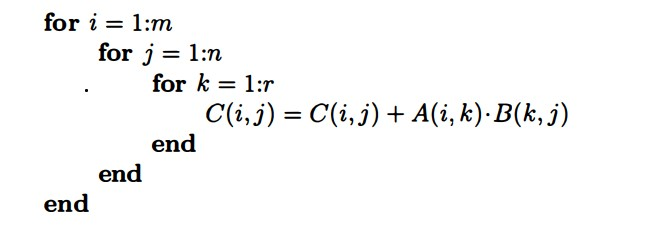 for i = 1:m
for j = 1:n
for k = 1:r
C(i,j) = C(i,j) + A(i,k)·B(k,j)
end
end
end